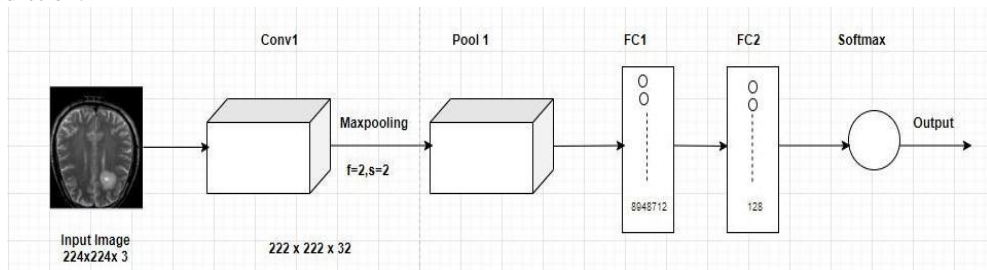 Conv1
Pool 1
FC1
FC2
Softmax
Maxpooling
f=2,s=2
Output
8948712
128
Input Image
224x224x 3
222 x 222 x 32